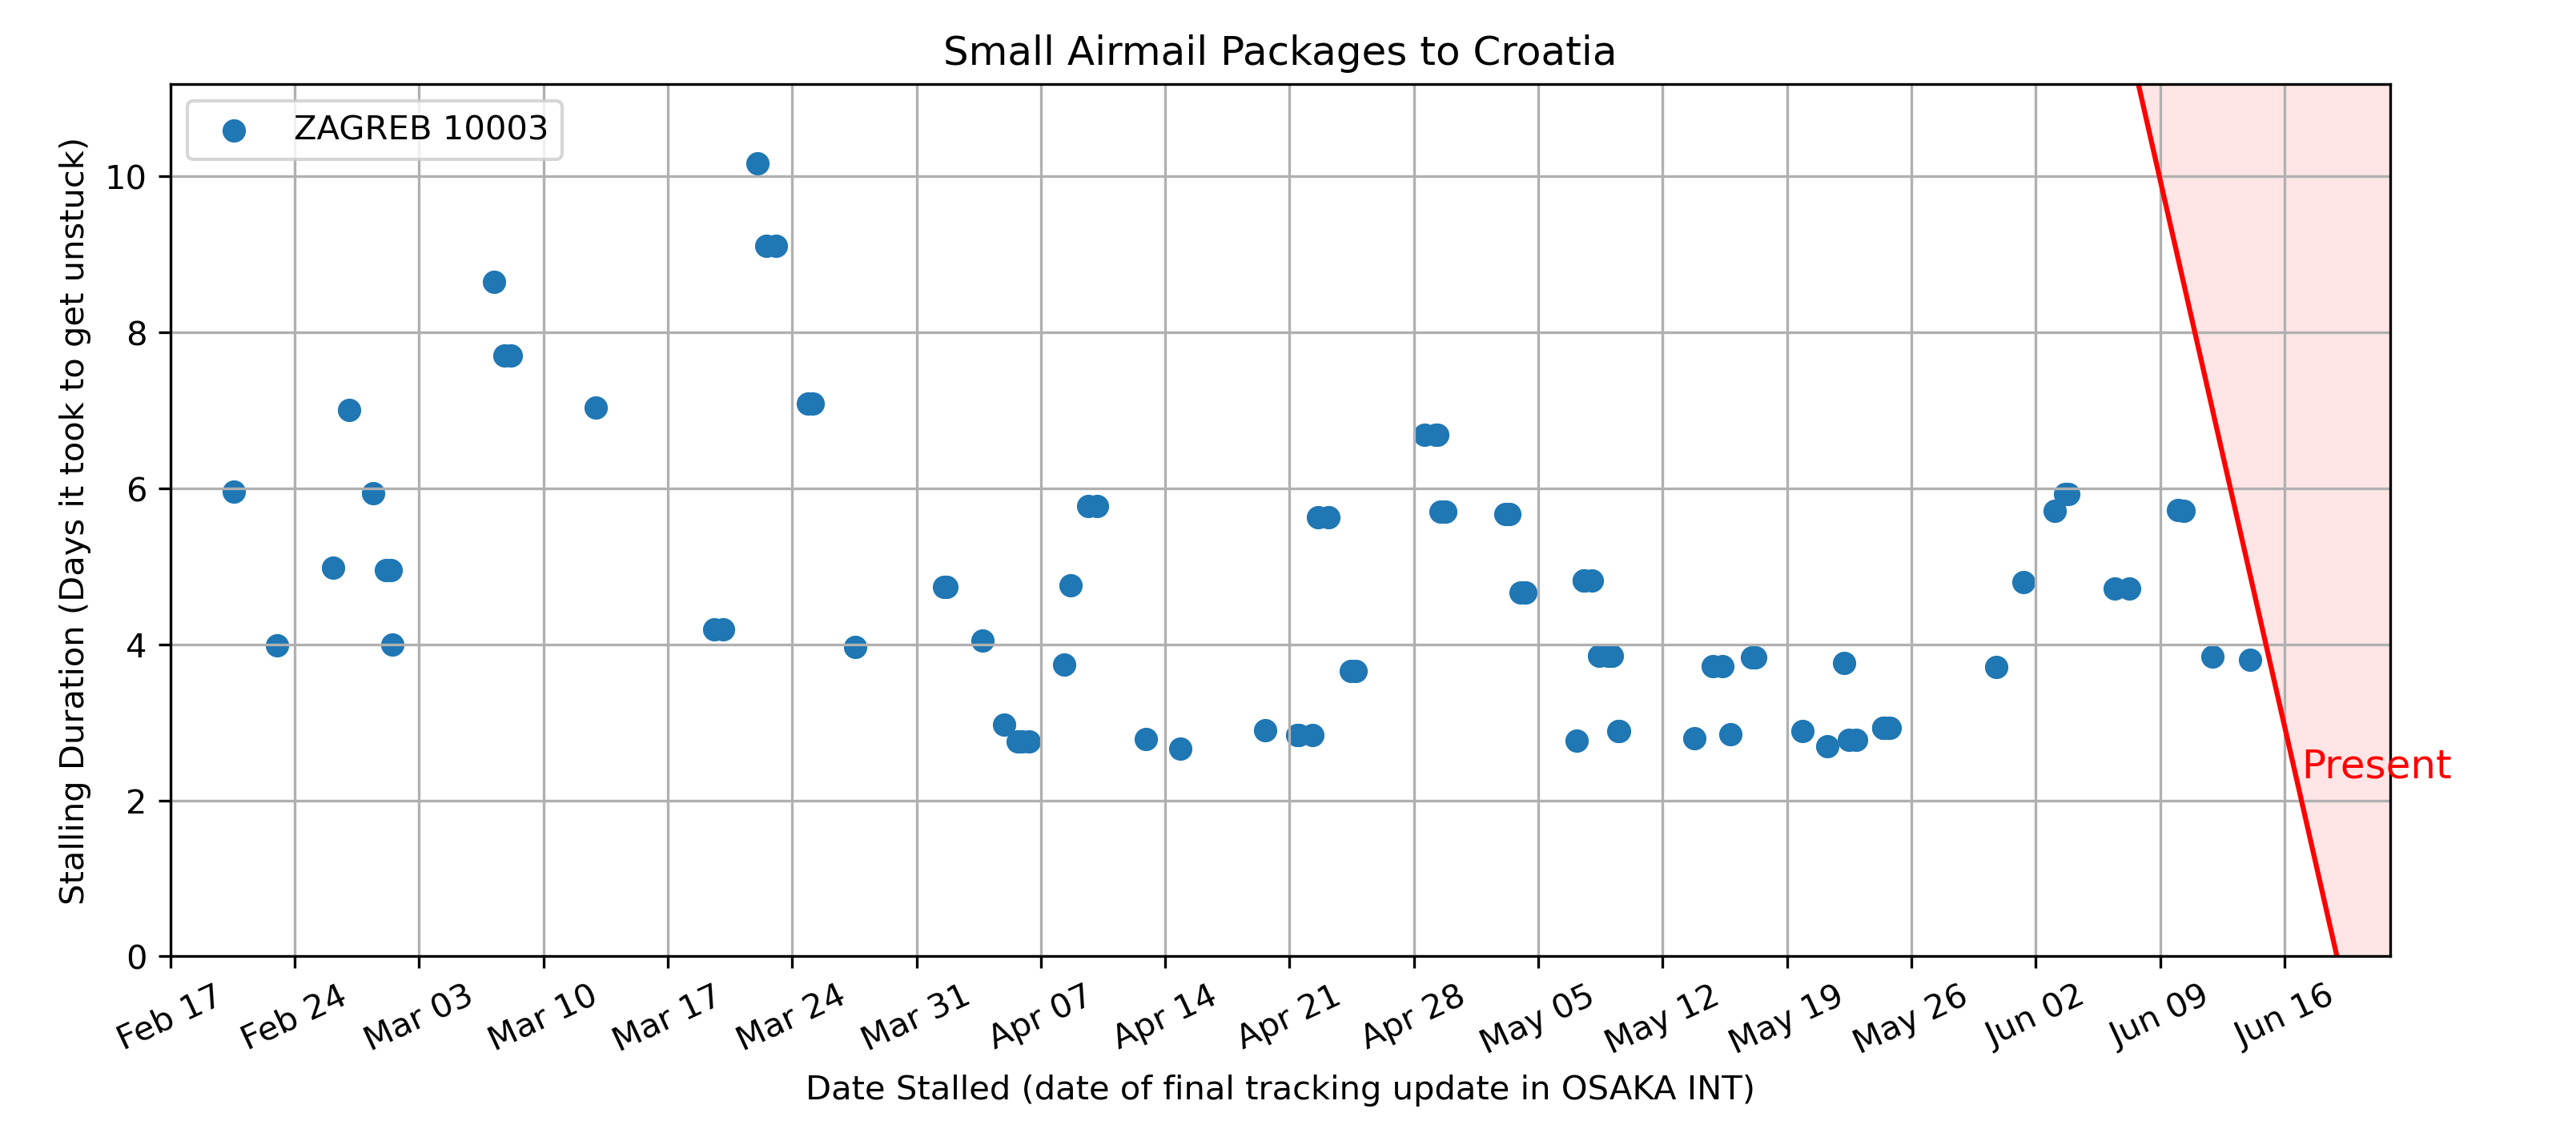 Small Airmail Packages to Croatia
ZAGREB 10003
Stalling Duration (Days it took to get unstuck)
10
8
6
4
2
0
Present
Feb 17 Feb 24 Mar 03 Mar 10 Mar 17 Mar 24 Mar 31 Apr 07 Apr 14 Apr 21 Apr 28 May 05 May 12 May 19 May 26 Jun 02 Jun 09 Jun 16
Date Stalled (date of final tracking update in OSAKA INT)